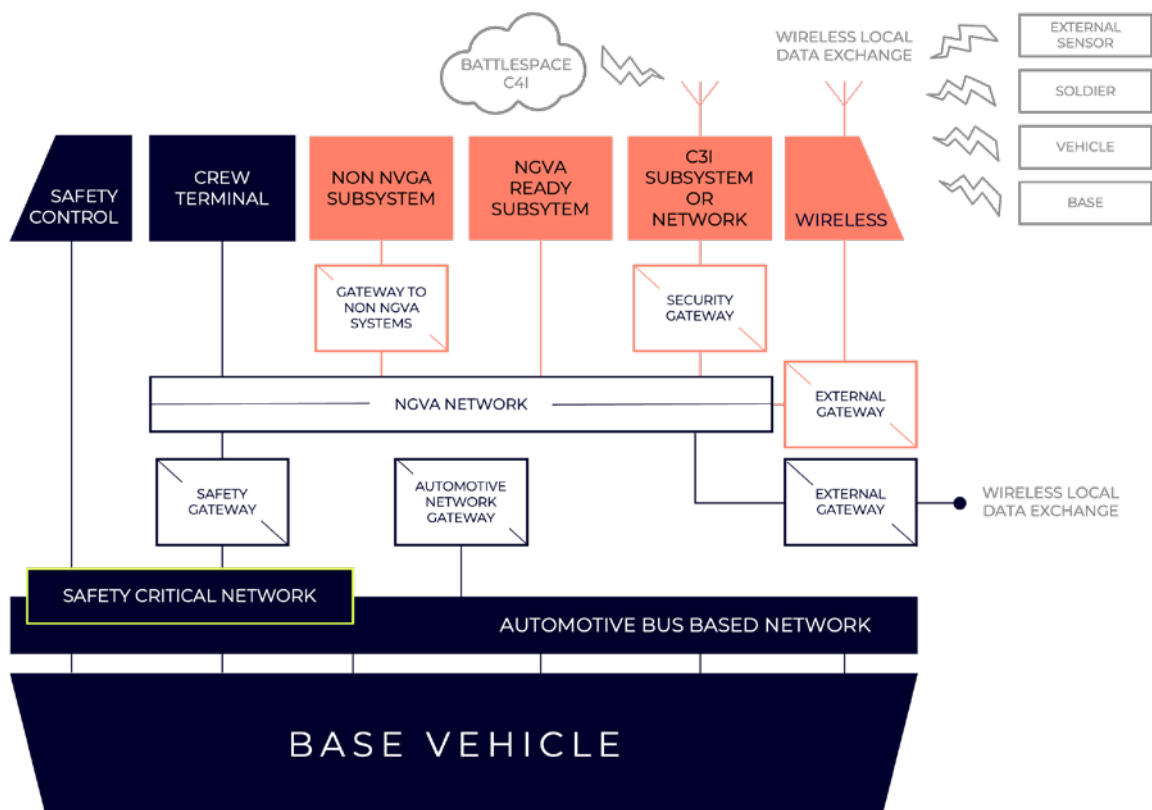 BATTLESPACE
C4I
WIRELESS LOCAL
DATA EXCHANGE
EXTERNAL
SENSOR
SOLDIER
VEHICLE
BASE
SAFETY
CONTROL
CREW
TERMINAL
NON NVGA
SUBSYSTEM
NGVA
READY
SUBSYTEM
C3I
SUBSYSTEM
OR
NETWORK
WIRELESS
GATEWAY TO
NON NGVA
SYSTEMS
SECURITY
GATEWAY
NGVA NETWORK
EXTERNAL
GATEWAY
SAFETY
GATEWAY
AUTOMOTIVE
NETWORK
GATEWAY
EXTERNAL
GATEWAY
WIRELESS LOCAL
DATA EXCHANGE
SAFETY CRITICAL NETWORK
AUTOMOTIVE BUS BASED NETWORK
BASE VEHICLE